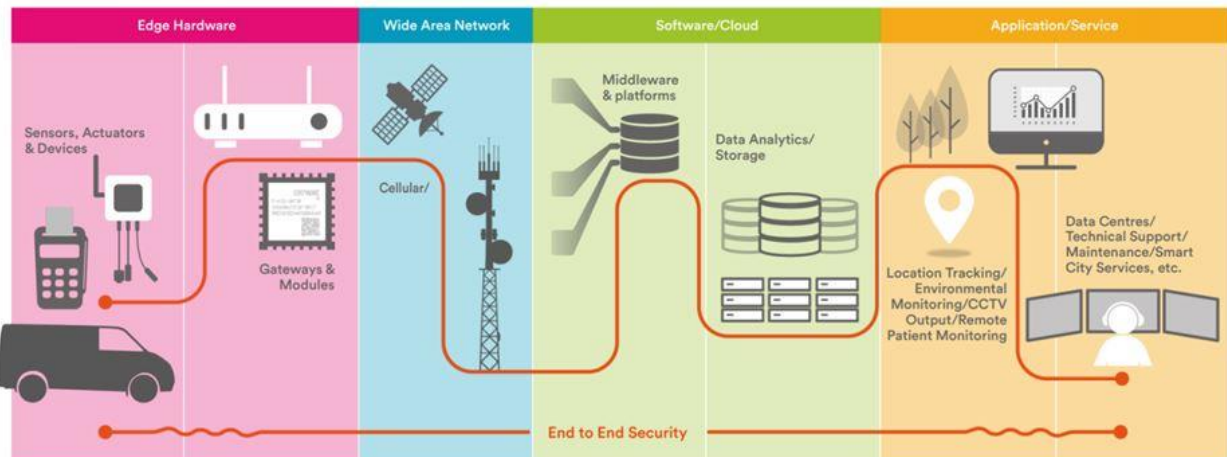 Edge Hardware
Wide Area Network
Software/Cloud
Application/Service
Sensors, Actuators
& Devices
Gateways &
Modules
Cellular/
Middleware
& platforms
Data Analytics/
Storage
Location Tracking/
Environmental
Monitoring/CCTV
Output/Remote
Patient Monitoring
Data Centres/
Technical Support/
Maintenance/Smart
City Services, etc.
End to End Security